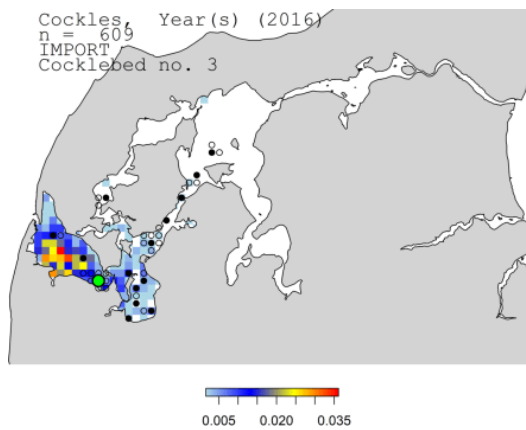 Cockles, Year(s) (2016)
n = 609
IMPORT
Cocklebed no. 3
0.005 0.020 0.035